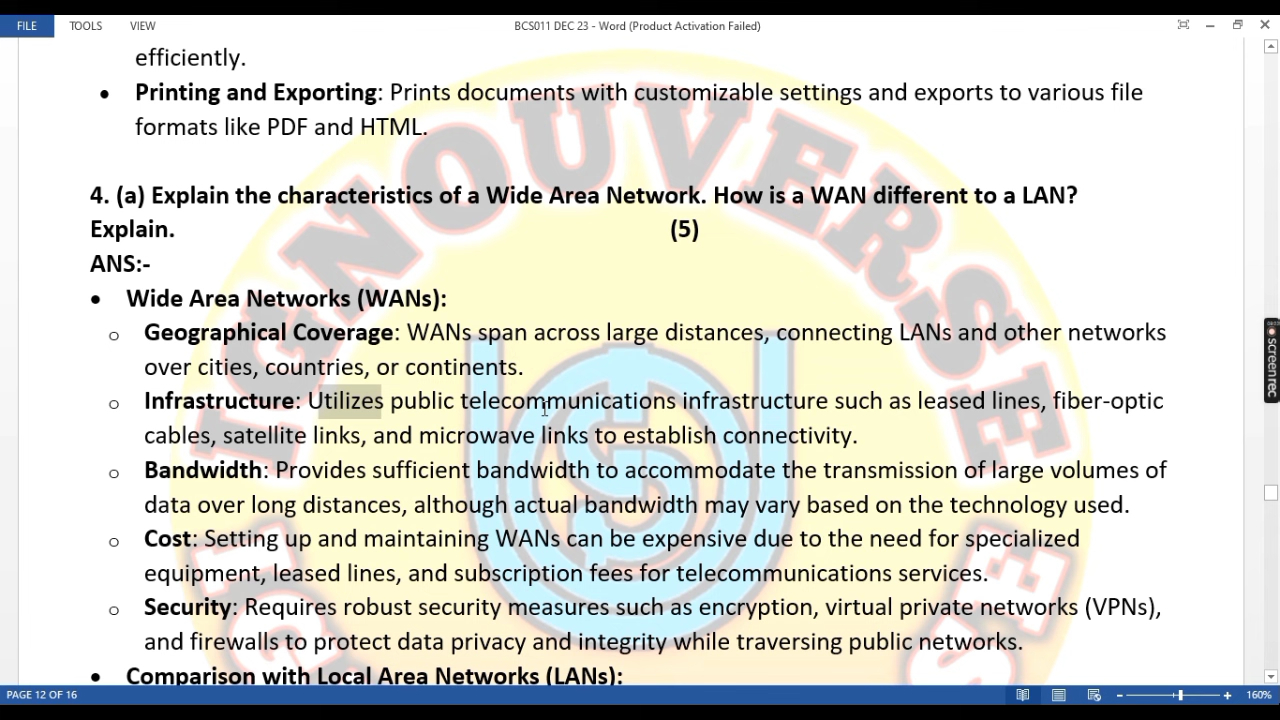 FILE TOOLS VIEW BCS011 DEC 23 - Word (Product Activation Failed)
efficiently.
• Printing and Exporting: Prints documents with customizable settings and exports to various file
formats like PDF and HTML.
4. (a) Explain the characteristics of a Wide Area Network. How is a WAN different to a LAN?
Explain. (5)
ANS:-
• Wide Area Networks (WANs):
o Geographical Coverage: WANs span across large distances, connecting LANs and other networks
over cities, countries, or continents.
o Infrastructure: Utilizes public telecommunications infrastructure such as leased lines, fiber-optic
cables, satellite links, and microwave links to establish connectivity.
o Bandwidth: Provides sufficient bandwidth to accommodate the transmission of large volumes of
data over long distances, although actual bandwidth may vary based on the technology used.
o Cost: Setting up and maintaining WANs can be expensive due to the need for specialized
equipment, leased lines, and subscription fees for telecommunications services.
o Security: Requires robust security measures such as encryption, virtual private networks (VPNs),
and firewalls to protect data privacy and integrity while traversing public networks.
• Comparison with Local Area Networks (LANs):
PAGE 12 OF 16 160%
screenrec
IGNOUVERSE